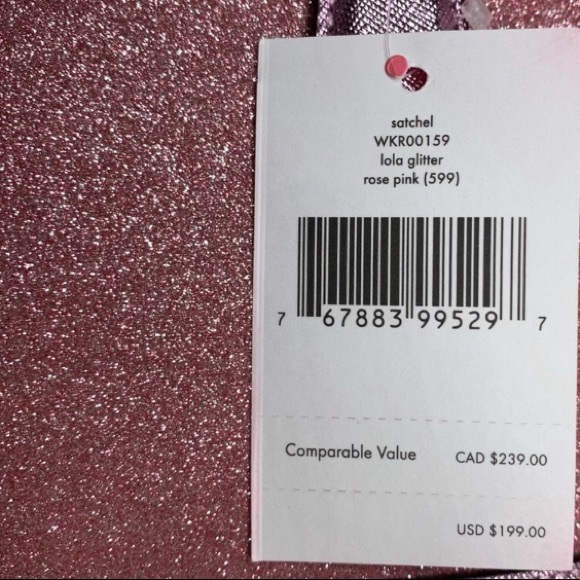 satchel
WKR00159
lola glitter
rose pink (599)
7 67883 99529 7
Comparable Value CAD $239.00
USD $199.00